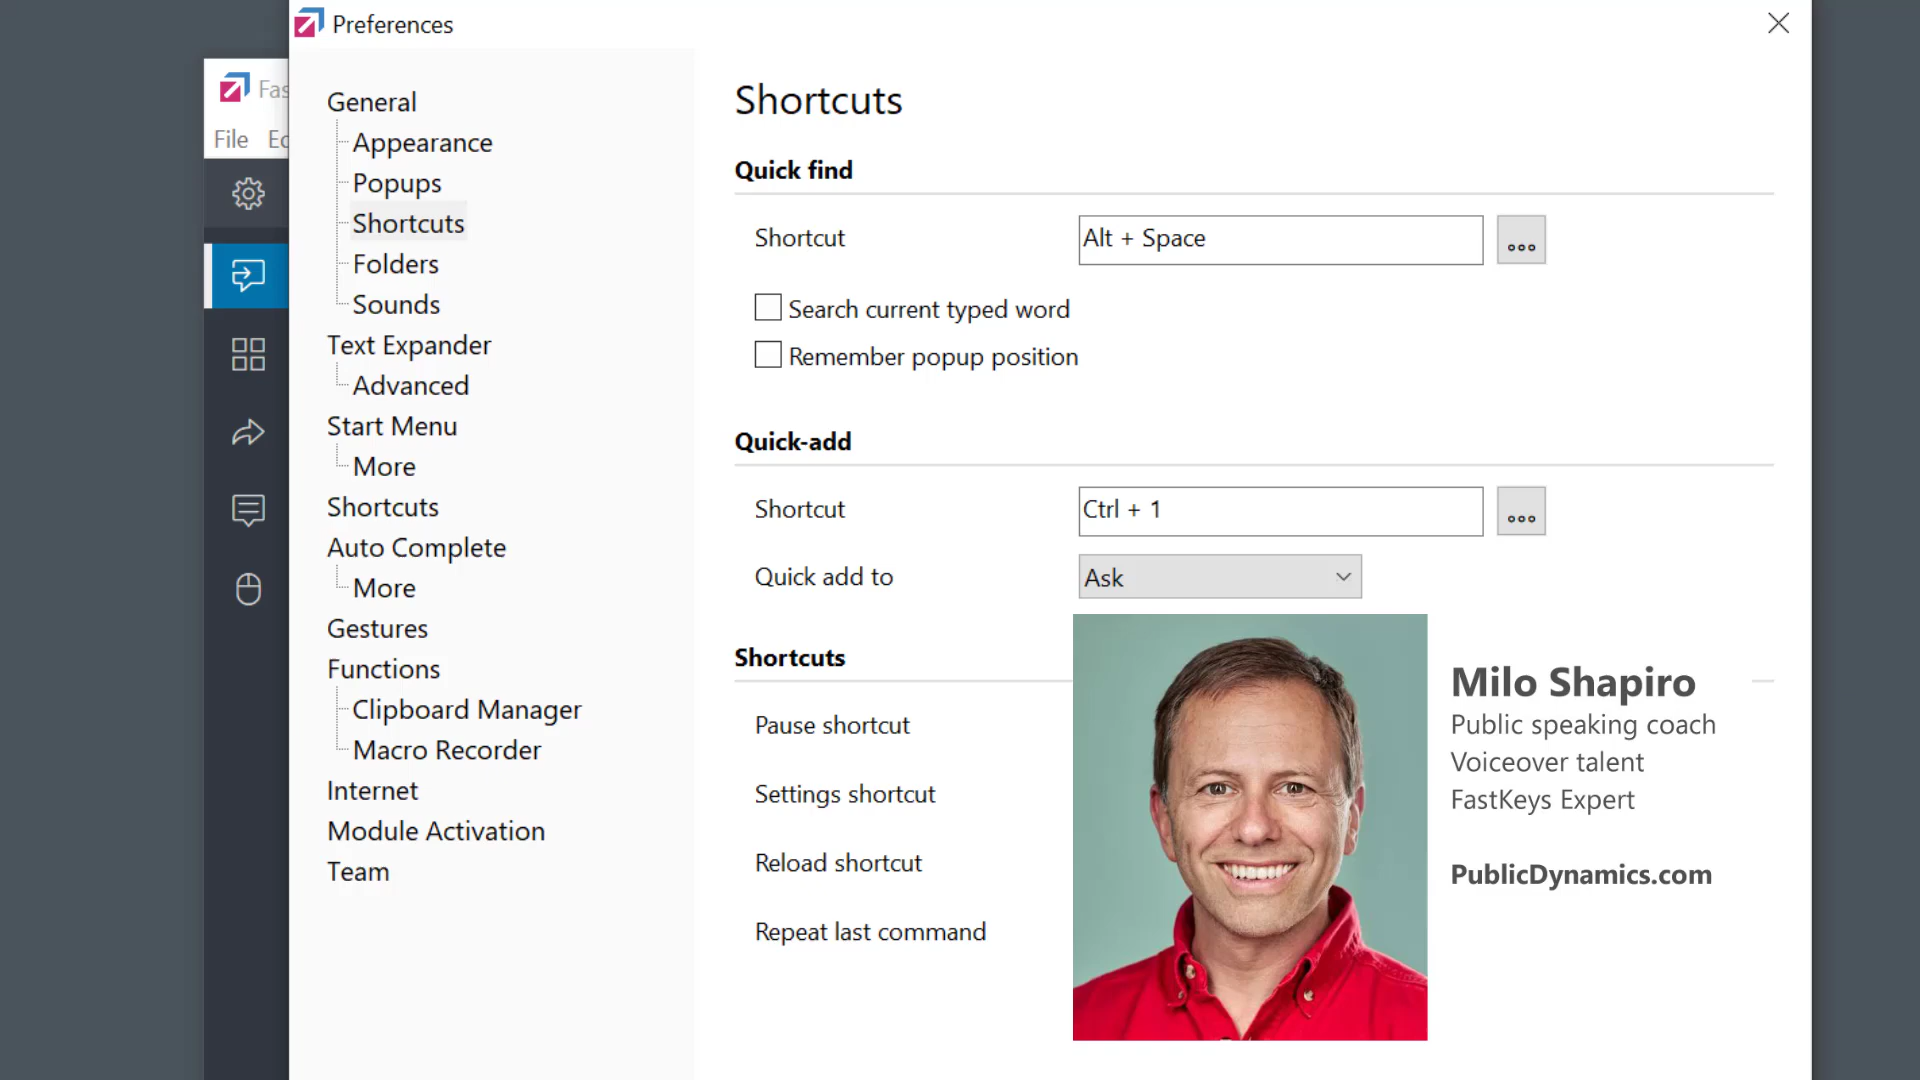 Preferences
Fas
File Ed
General
Appearance
Popups
Shortcuts
Folders
Sounds
Text Expander
Advanced
Start Menu
More
Shortcuts
Auto Complete
More
Gestures
Functions
Clipboard Manager
Macro Recorder
Internet
Module Activation
Team
Shortcuts
Quick find
Shortcut
Alt + Space
Search current typed word
Remember popup position
Quick-add
Shortcut
Ctrl + 1
Quick add to
Ask
Shortcuts
Pause shortcut
Settings shortcut
Reload shortcut
Repeat last command
Milo Shapiro
Public speaking coach
Voiceover talent
FastKeys Expert
PublicDynamics.com